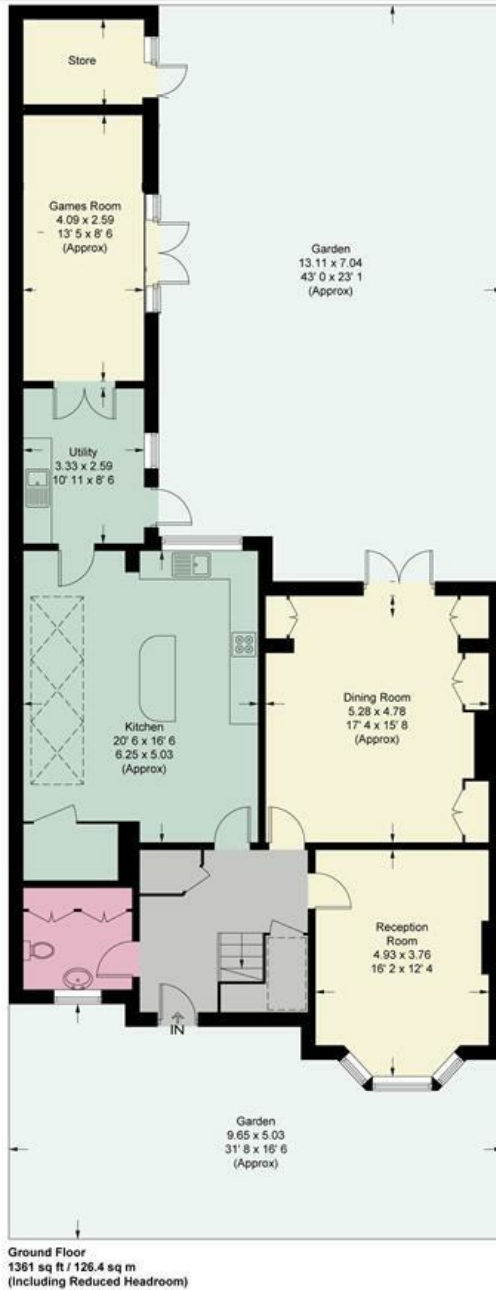 Store
Games Room
4.09 x 2.59
13' 5 x 8' 6
(Approx)
Garden
13.11 x 7.04
43' 0 x 23' 1
(Approx)
Utility
3.33 x 2.59
10' 11 x 8' 6
Kitchen
20' 6 x 16' 6
6.25 x 5.03
(Approx)
Dining Room
5.28 x 4.78
17' 4 x 15' 8
(Approx)
Reception
Room
4.93 x 3.76
16' 2 x 12' 4
IN
Garden
9.65 x 5.03
31' 8 x 16' 6
(Approx)
Ground Floor
1361 sq ft / 126.4 sq m
(Including Reduced Headroom)